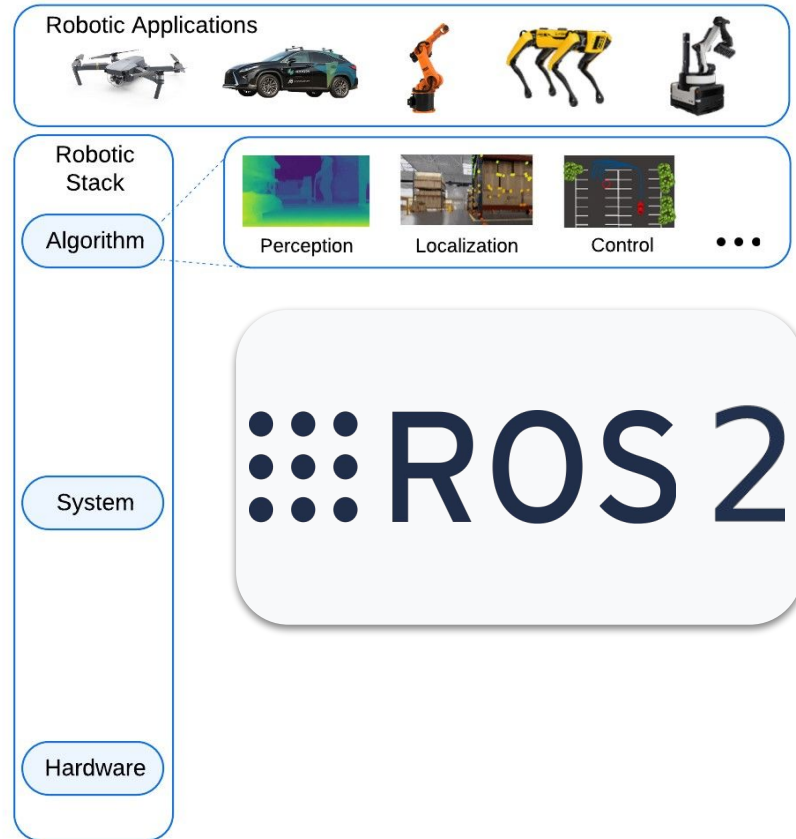 Robotic Applications
Robotic
Stack
Algorithm
Perception
Localization
Control
...
ROS 2
System
Hardware